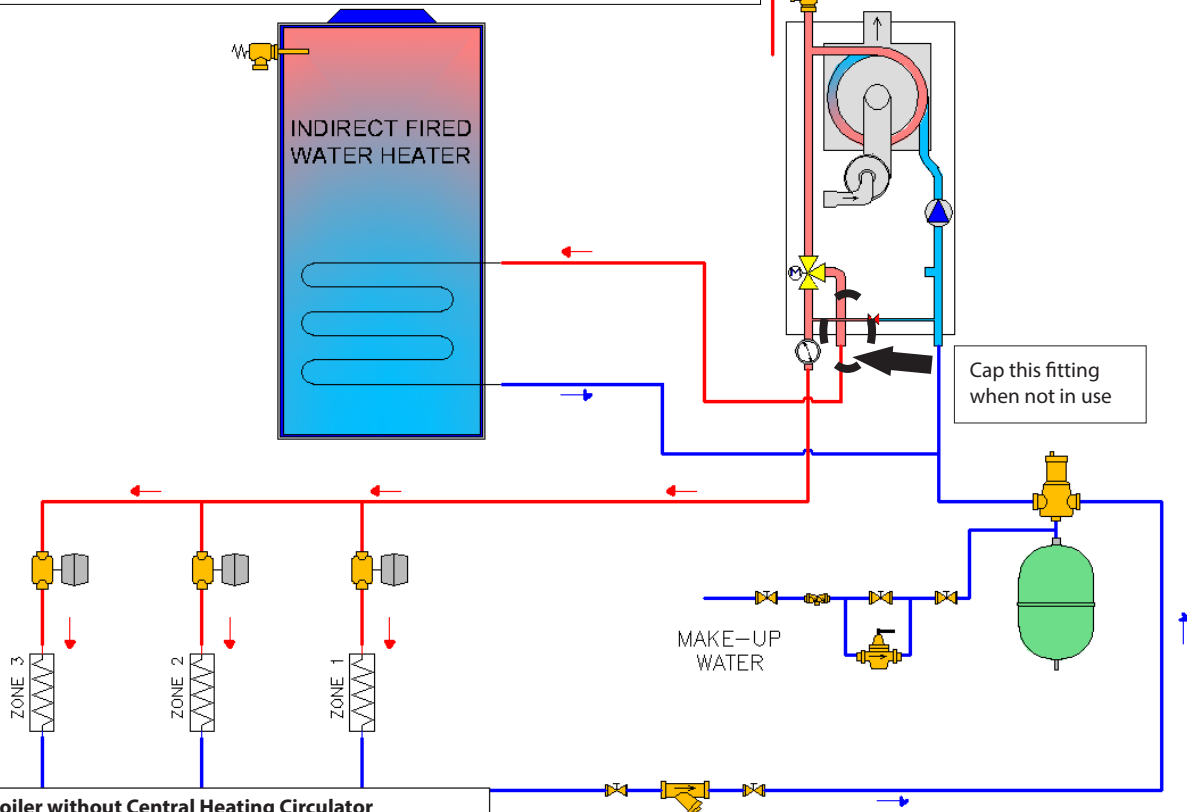 INDIRECT FIRED
WATER HEATER
M
Cap this fitting
when not in use
MAKE-UP
WATER
ZONE 3
ZONE 2
ZONE 1
oiler without Central Heating Circulator